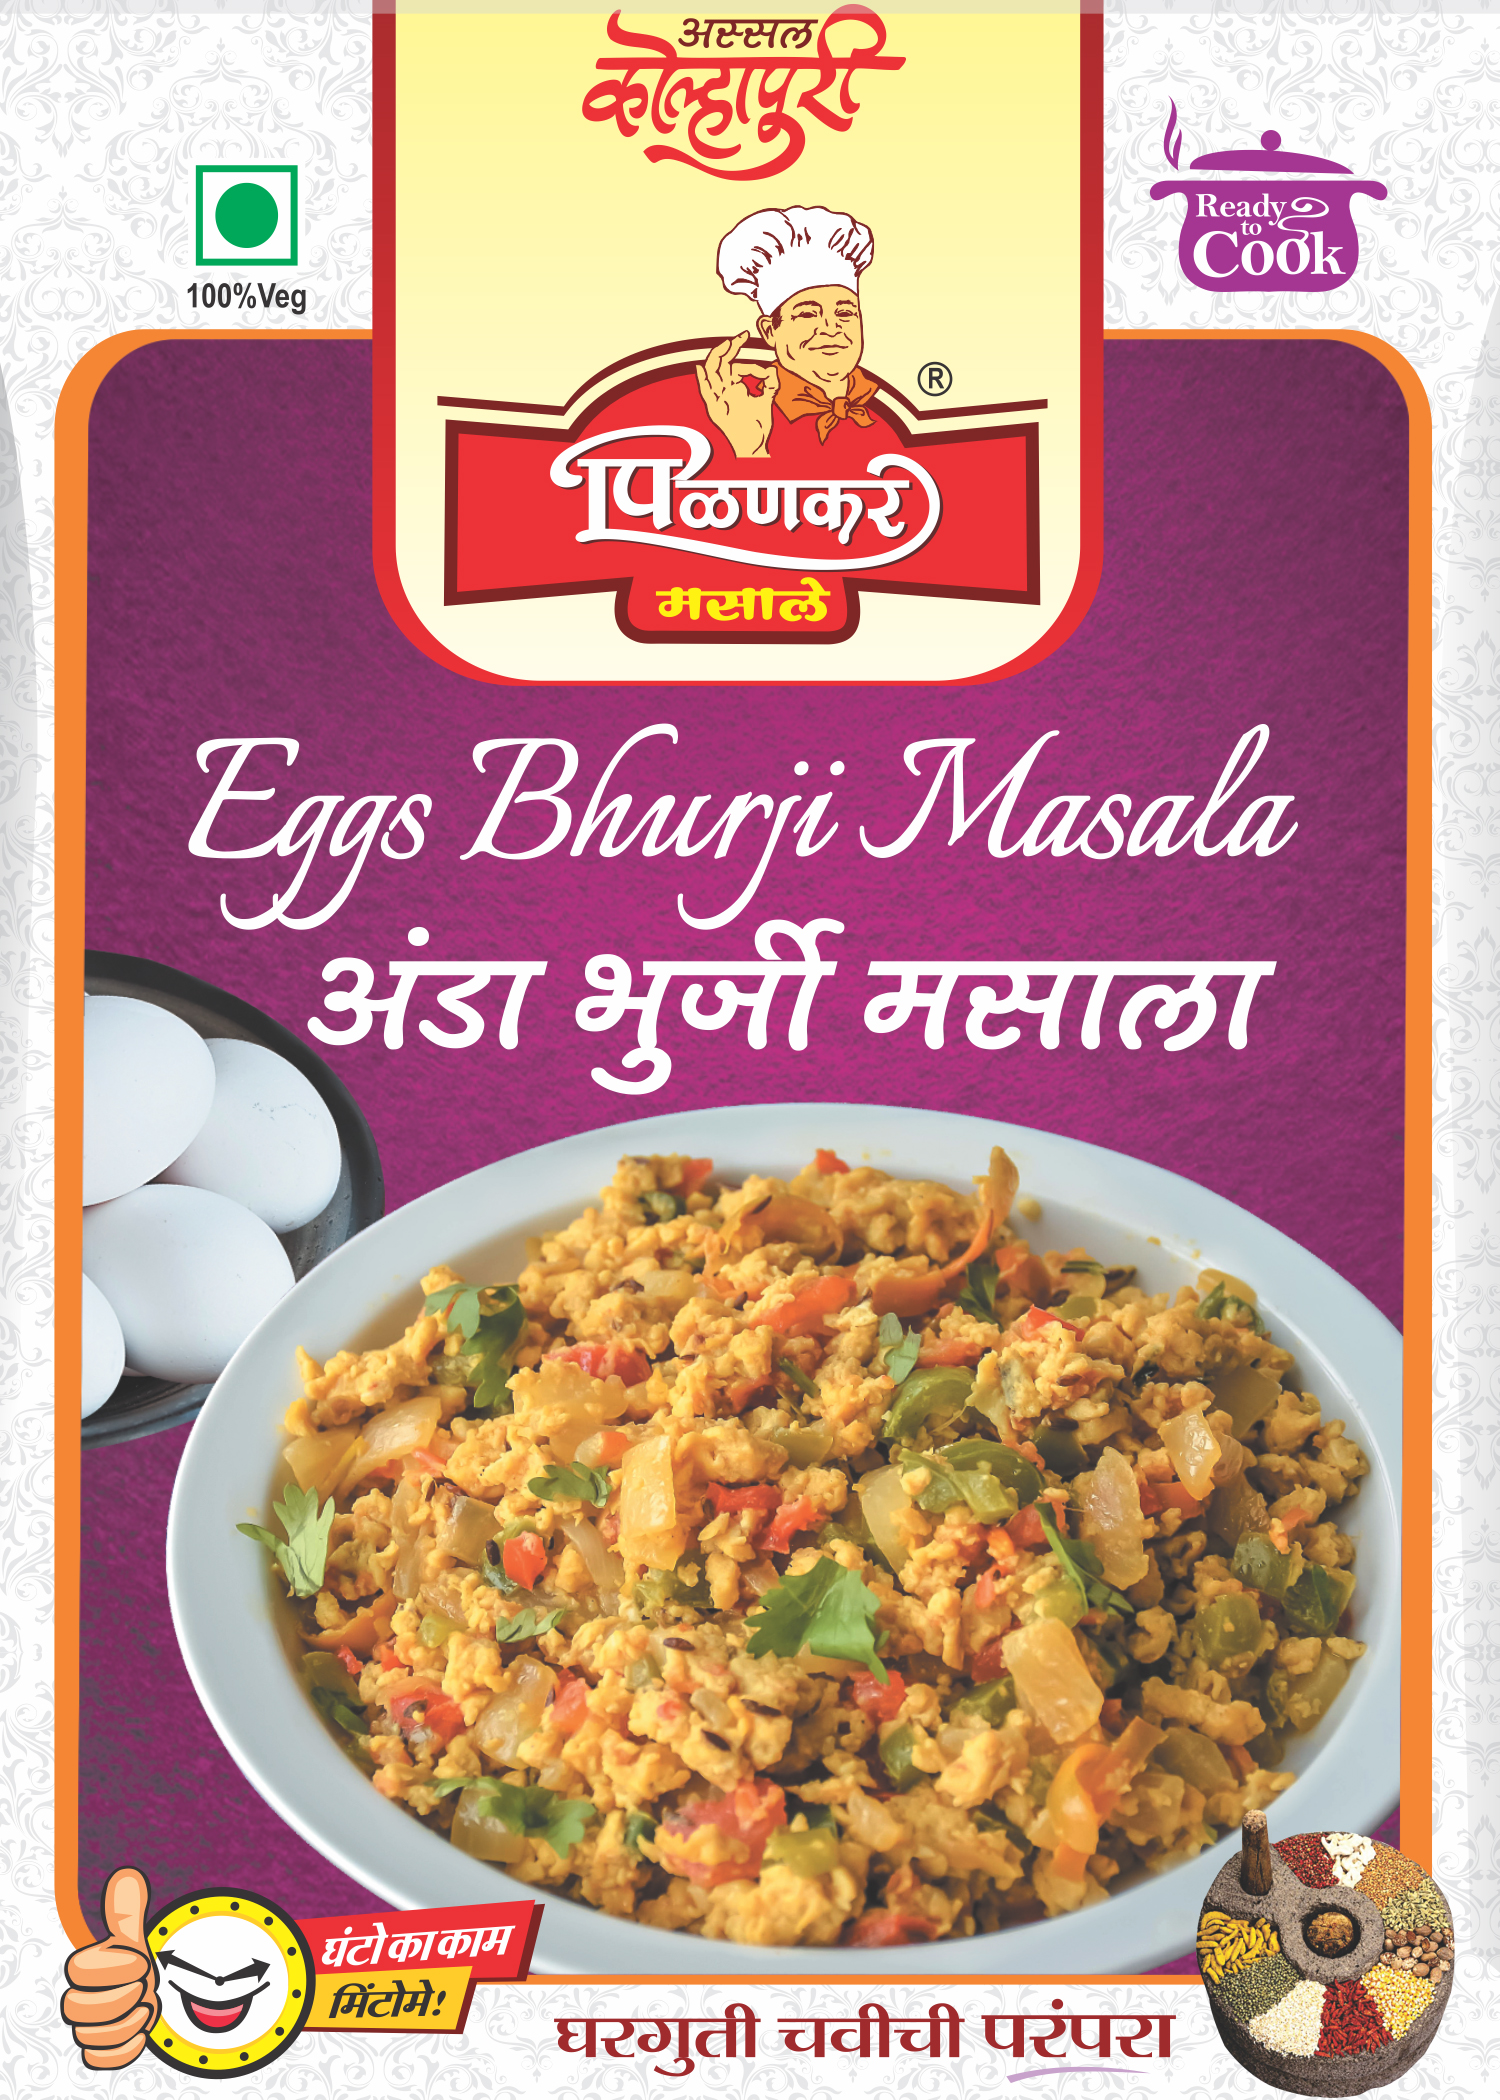 अस्सल
कोल्हापुरी
100%Veg
Ready
to
Cook
®
पिळणकर
मसाले
Eggs Bhurji Masala
अंडा भुर्जी मसाला
घंटो का काम
मिंटोमे!
घरगुती चवीची परंपरा